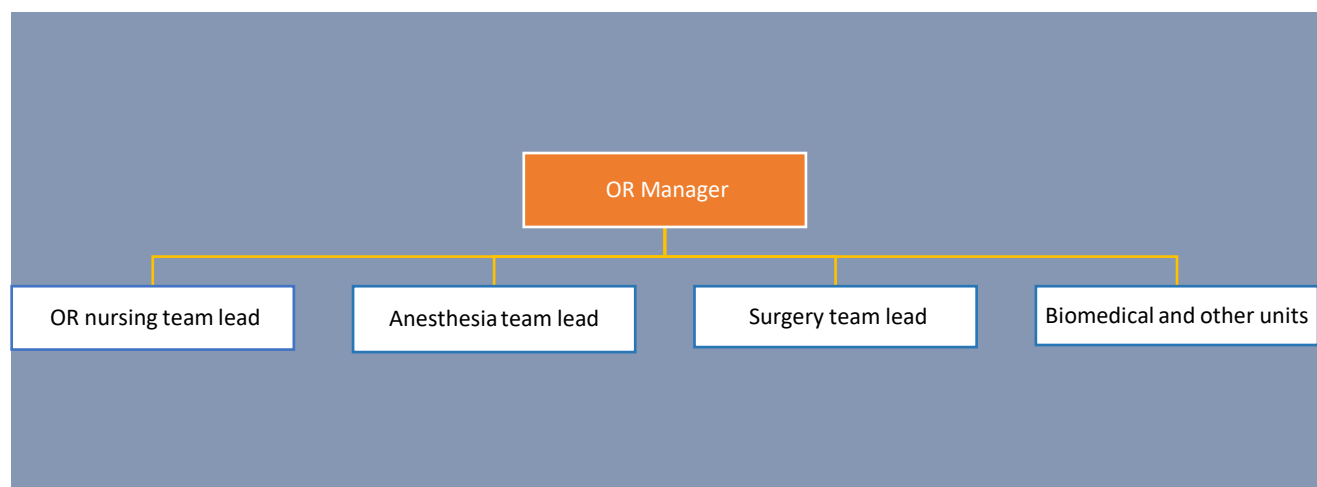 OR Manager
OR nursing team lead
Anesthesia team lead
Surgery team lead
Biomedical and other units